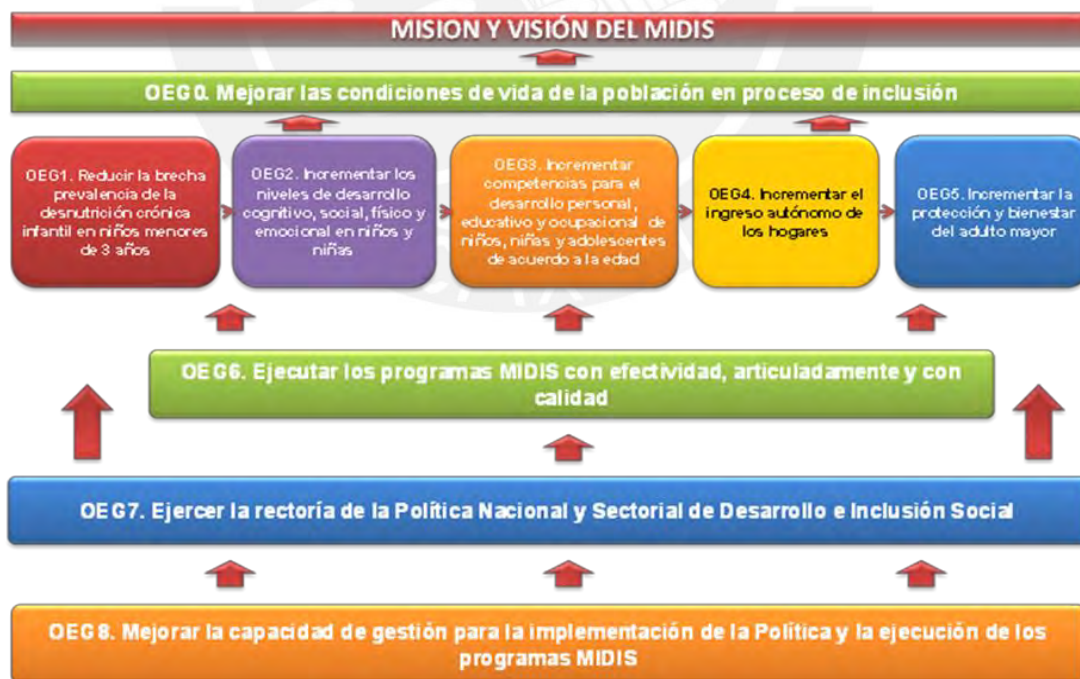 MISION Y VISIÓN DEL MIDIS
OEG0. Mejorar las condiciones de vida de la población en proceso de inclusión
OEG1. Reducir la brecha
prevalencia de la
desnutrición crónica
infantil en niños menores
de 3 años
OEG2. Incrementar los
niveles de desarrollo
cognitivo, social, físico y
emocional en niños y
niñas
OEG3. Incrementar
competencias para el
desarrollo personal,
educativo y ocupacional de
niños, niñas y adolescentes
de acuerdo a la edad
OEG4. Incrementar el
ingreso autónomo de
los hogares
OEG5. Incrementar la
protección y bienestar
del adulto mayor
OEG6. Ejecutar los programas MIDIS con efectividad, articuladamente y con
calidad
OEG7. Ejercer la rectoría de la Política Nacional y Sectorial de Desarrollo e Inclusión Social
OEG8. Mejorar la capacidad de gestión para la implementación de la Política y la ejecución de los
programas MIDIS